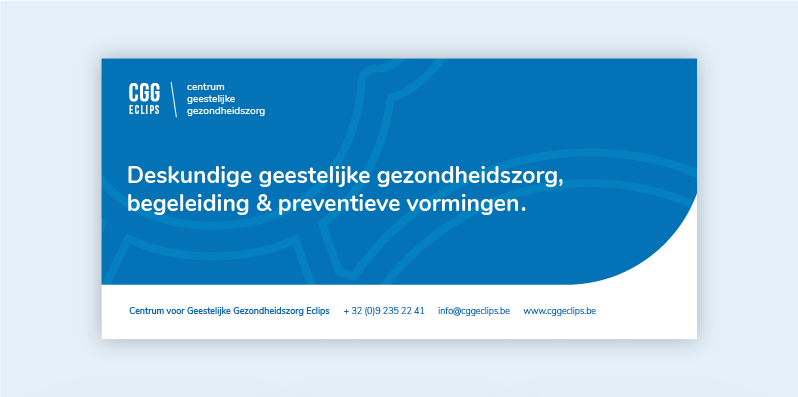 CGG
ECLIPS
centrum
geestelijke
gezondheidszorg
Deskundige geestelijke gezondheidszorg,
begeleiding & preventieve vormingen.
Centrum voor Geestelijke Gezondheidszorg Eclips + 32 (0)9 235 22 41 info@cggeclips.be www.cggeclips.be